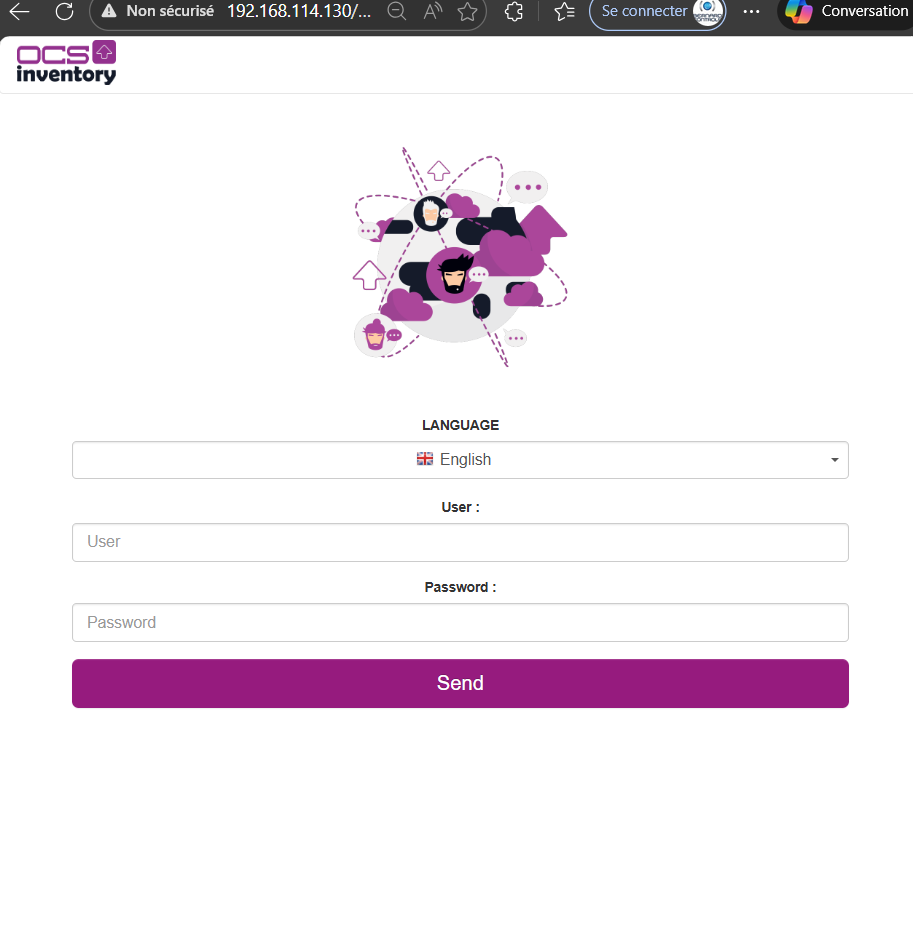 Non sécurisé 192.168.114.130/... Se connecter Conversation
OCS
inventory
LANGUAGE
English
User :
User
Password :
Password
Send